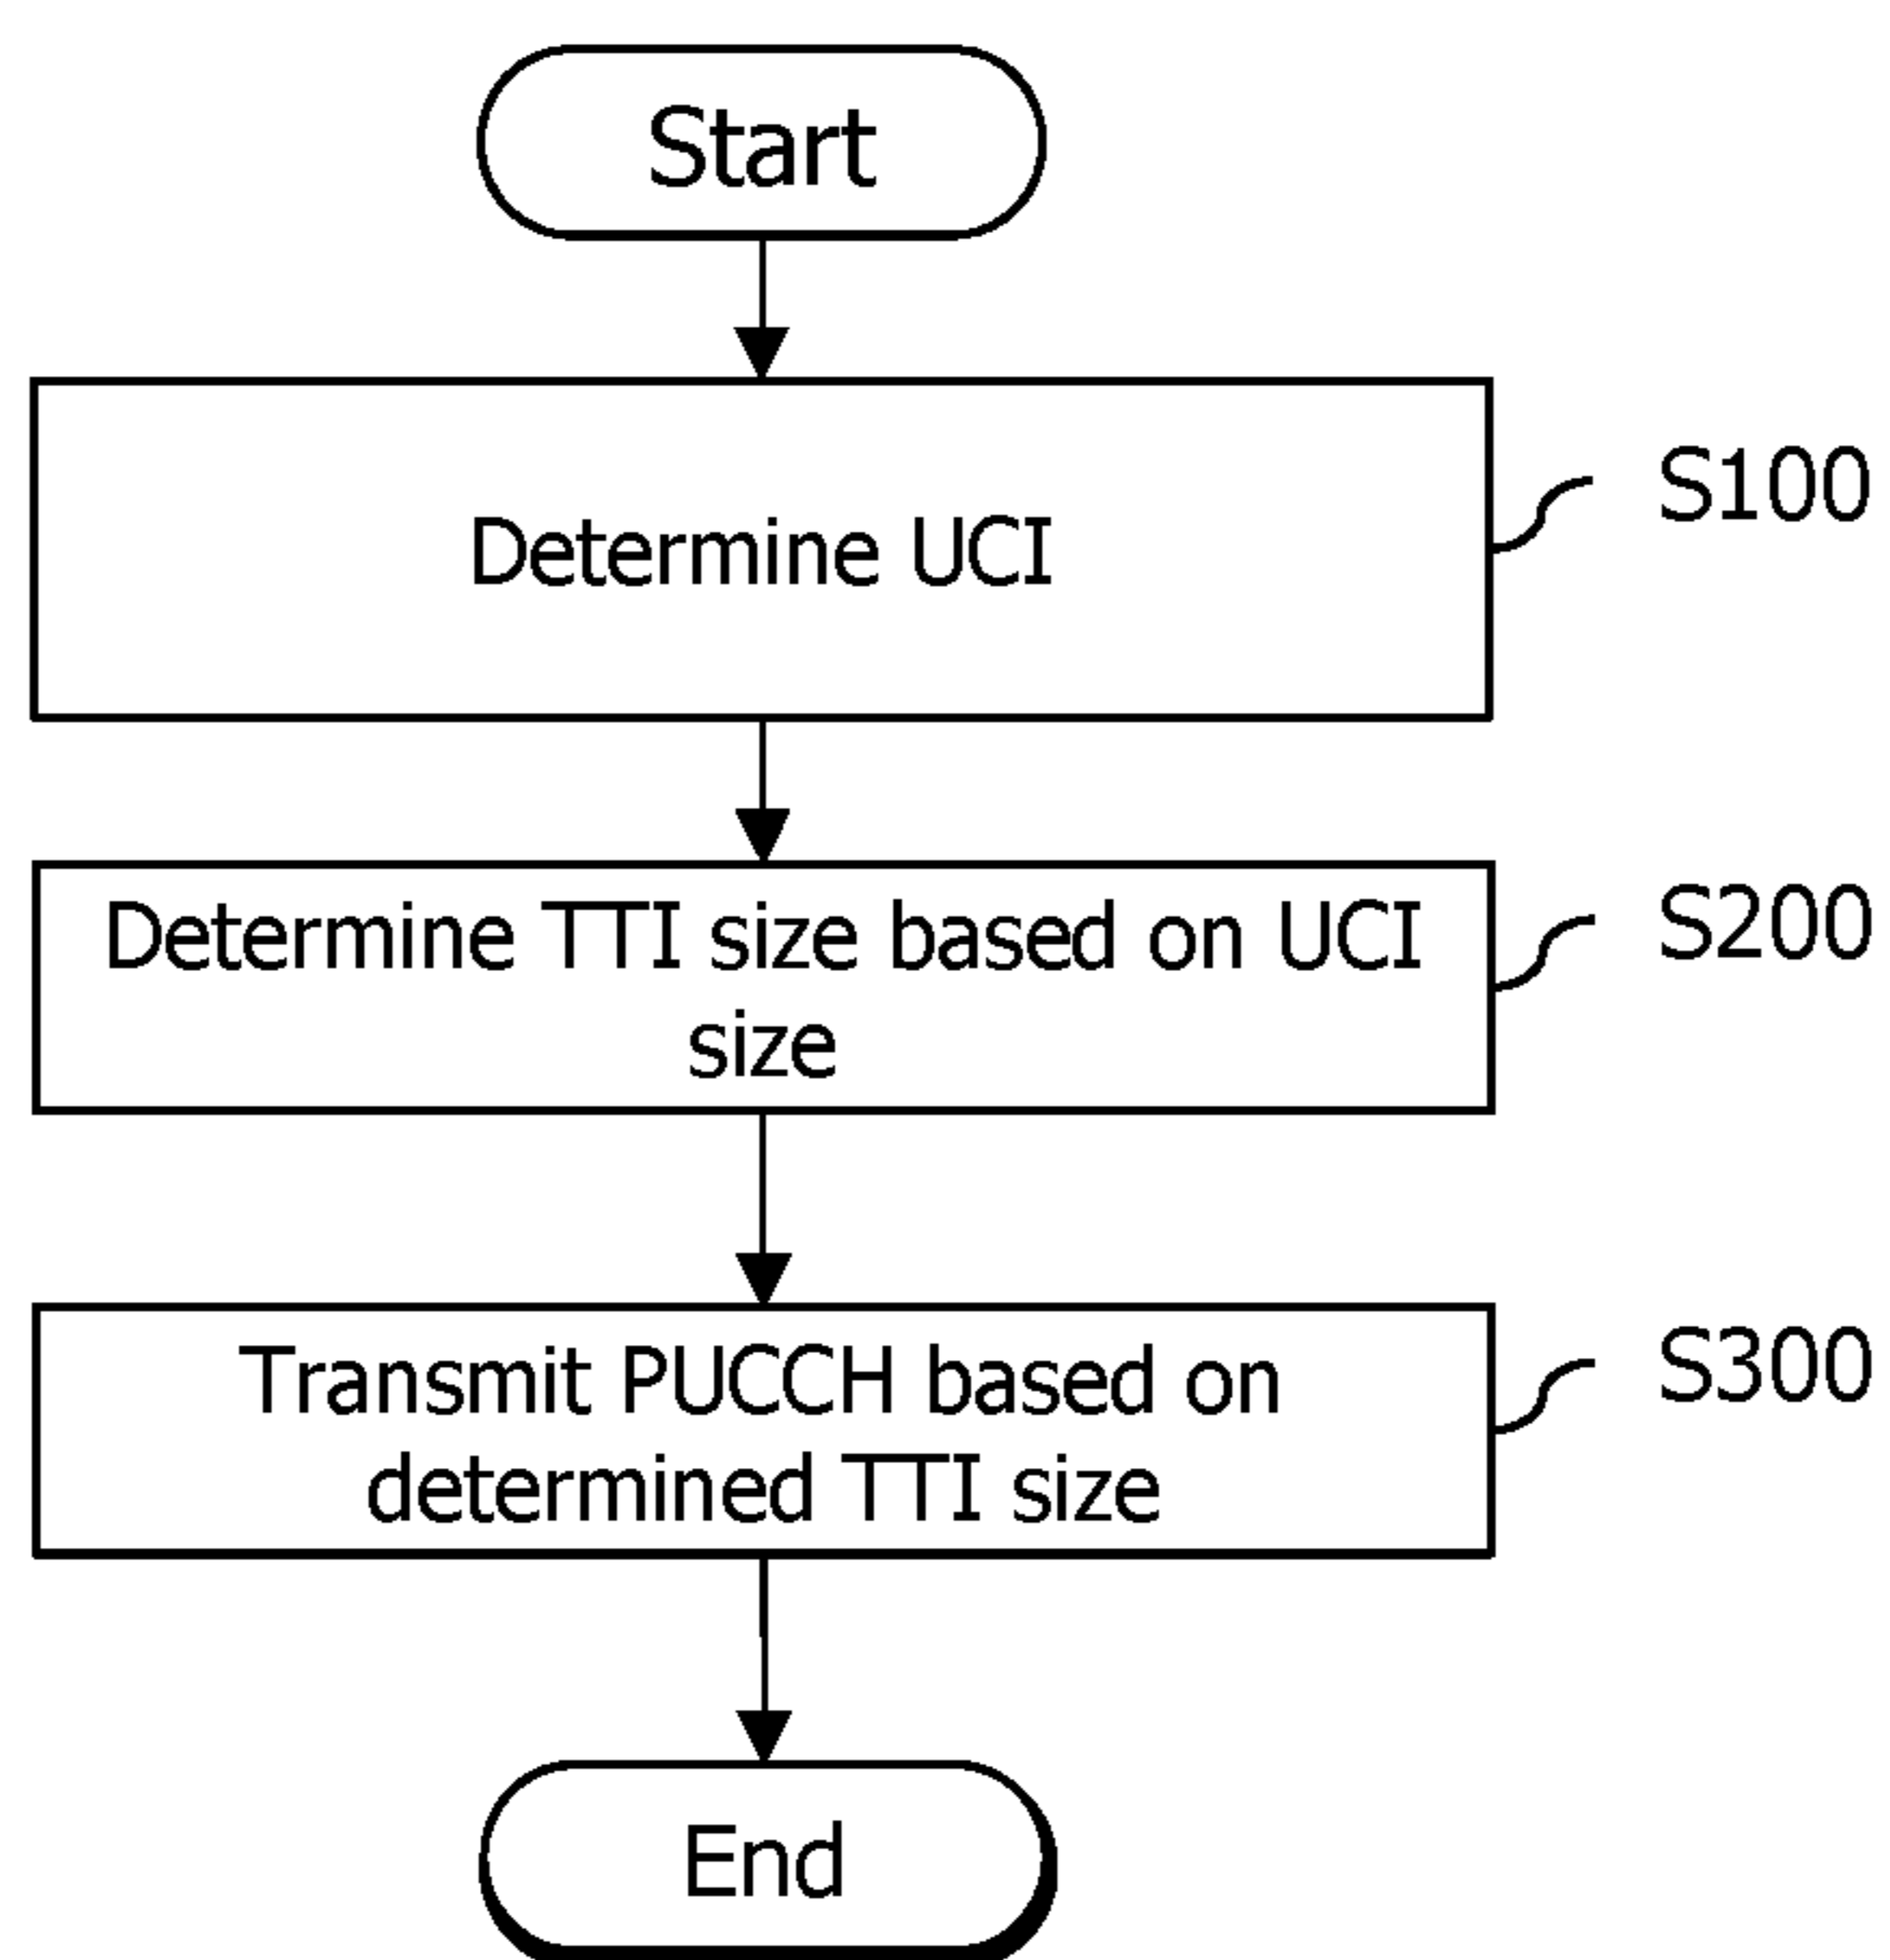 Start
Determine UCI
S100
Determine TTI size based on UCI
size
S200
Transmit PUCCH based on
determined TTI size
S300
End